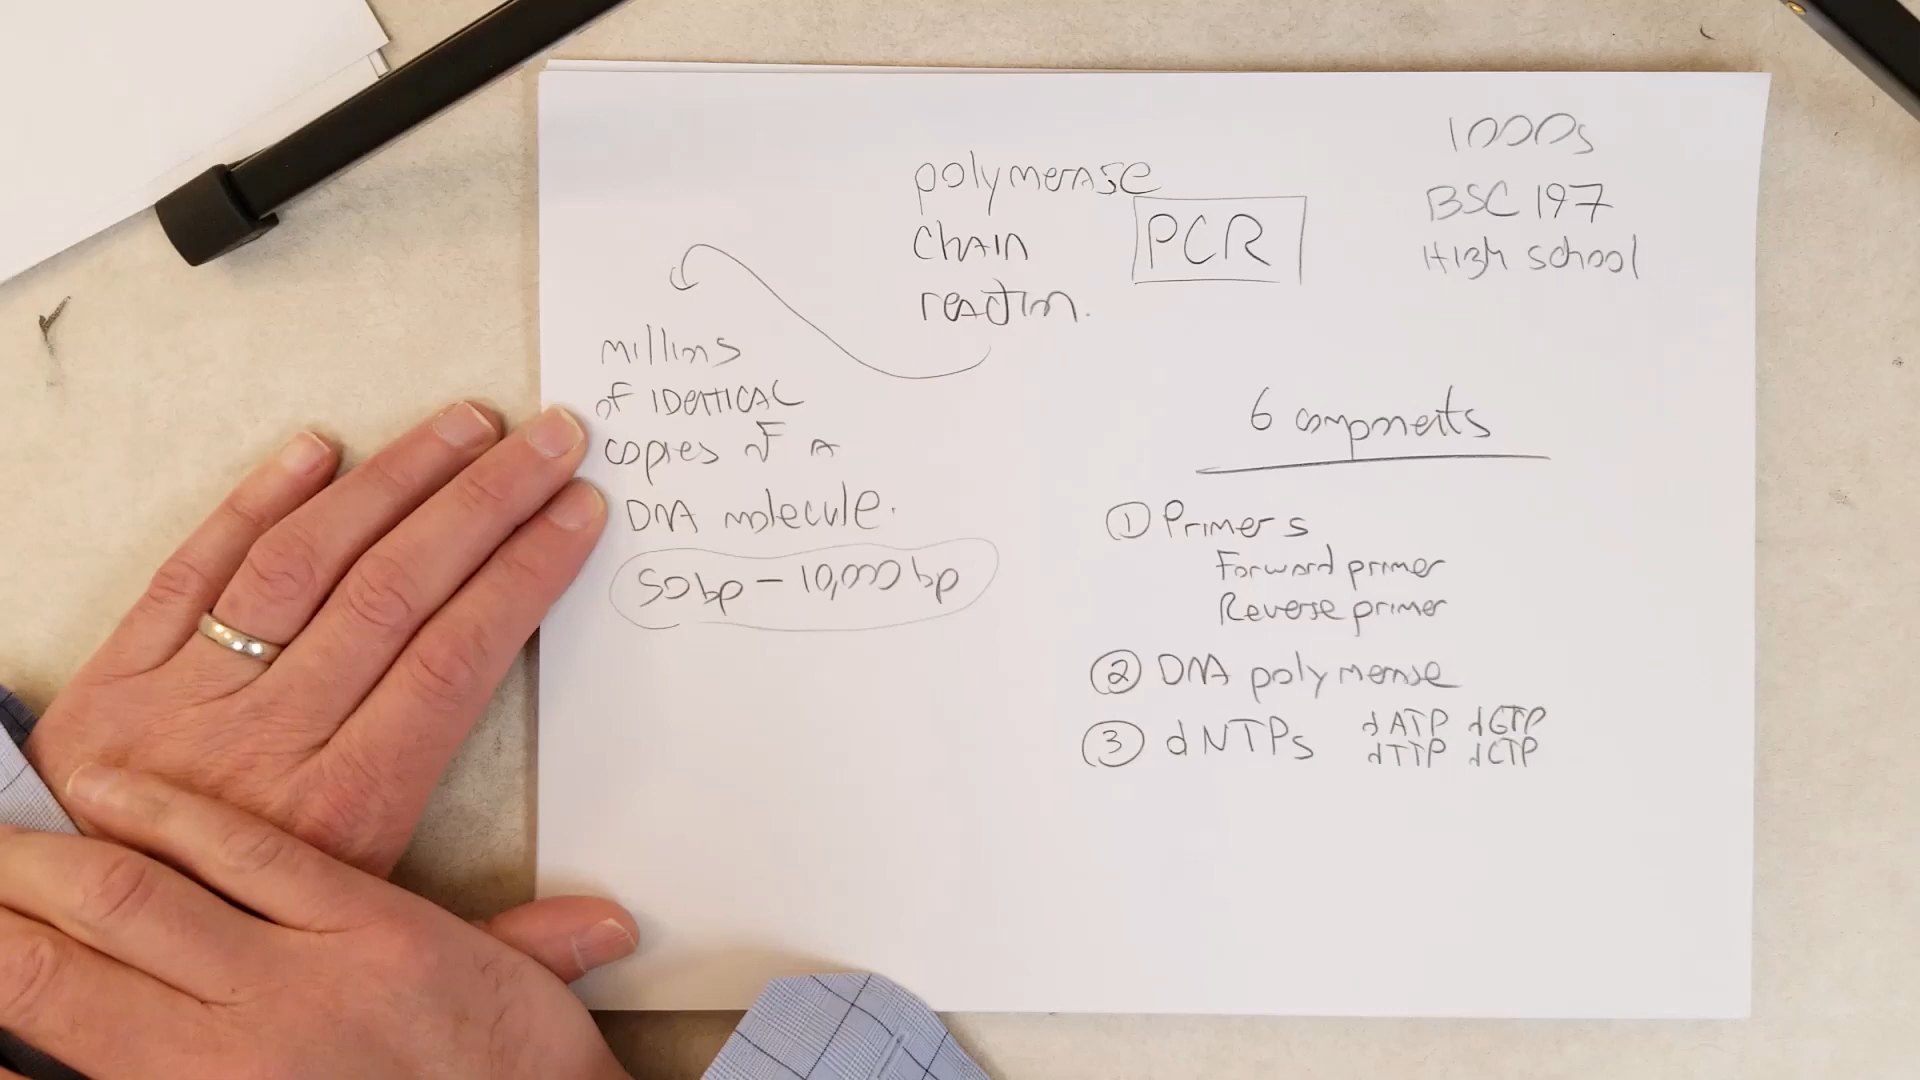 polymerase
chain
reaction.
PCR
1000s
BSC 197
High school
millions
of IDentICAL
copies of A
DNA molecule.
50bp - 10,000 bp
6 components
① Primers
Forward primer
Reverse primer
② DNA polymerase
③ dNTPs dATP dGTP
dTTP dCTP